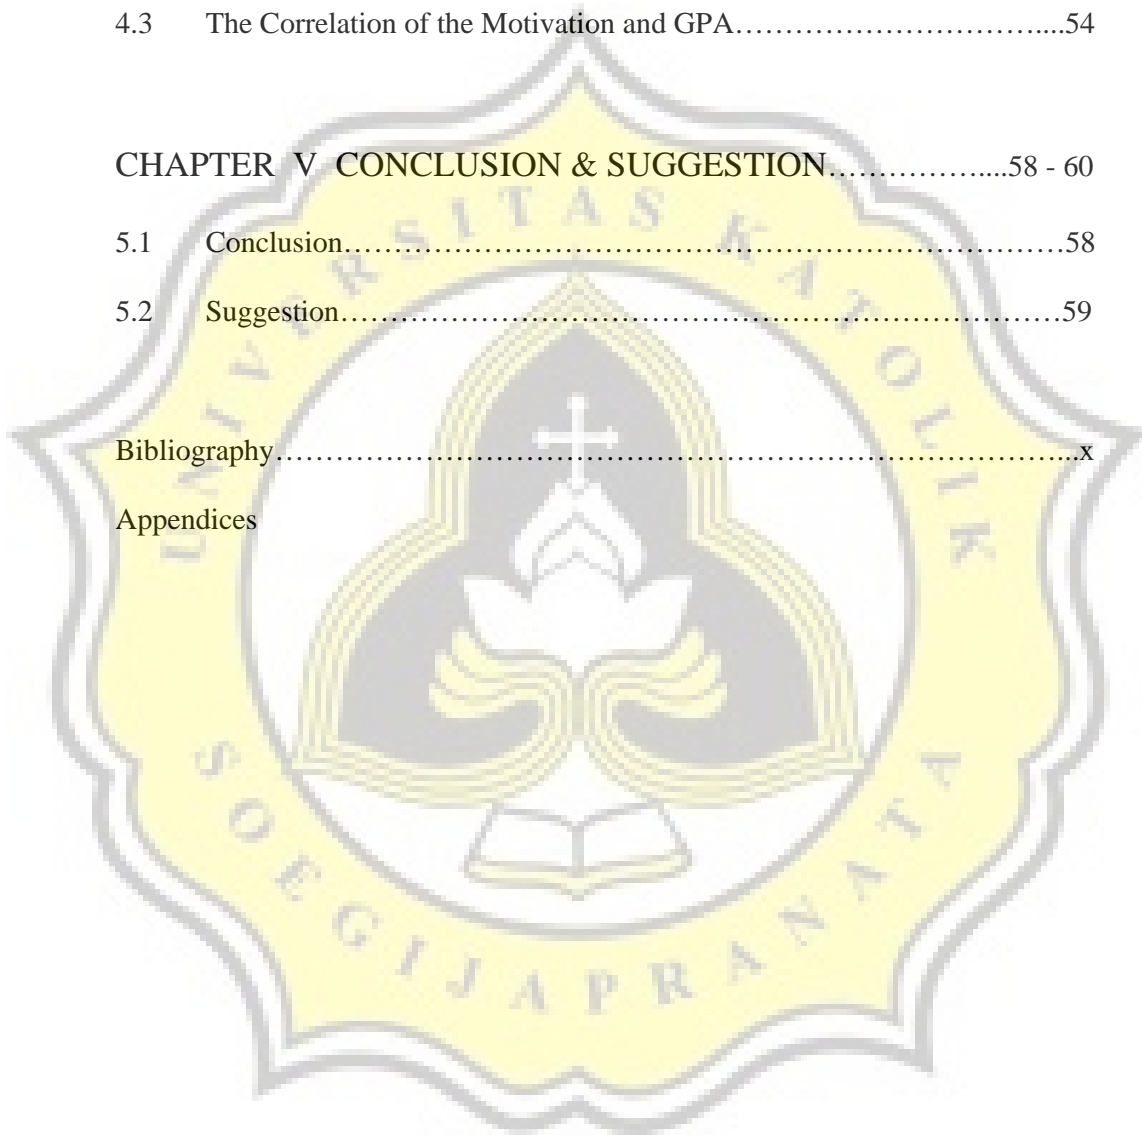 4.3 The Correlation of the Motivation and GPA…………………………....54
CHAPTER V CONCLUSION & SUGGESTION……………....58 - 60
5.1 Conclusion………………………………………………………………58
5.2 Suggestion………………………………………………………………59
Bibliography……………………………………………………………………...x
Appendices
UNIVERSITAS KATOLIK
SOEGIJAPRANATA